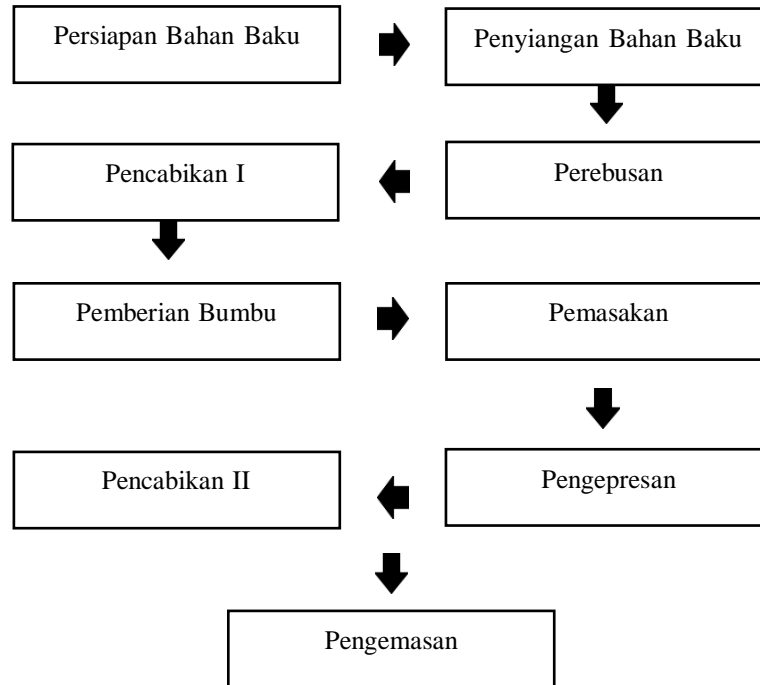 Persiapan Bahan Baku
Penyiangan Bahan Baku
Perebusan
Pencabikan I
Pemberian Bumbu
Pemasakan
Pengepresan
Pencabikan II
Pengemasan